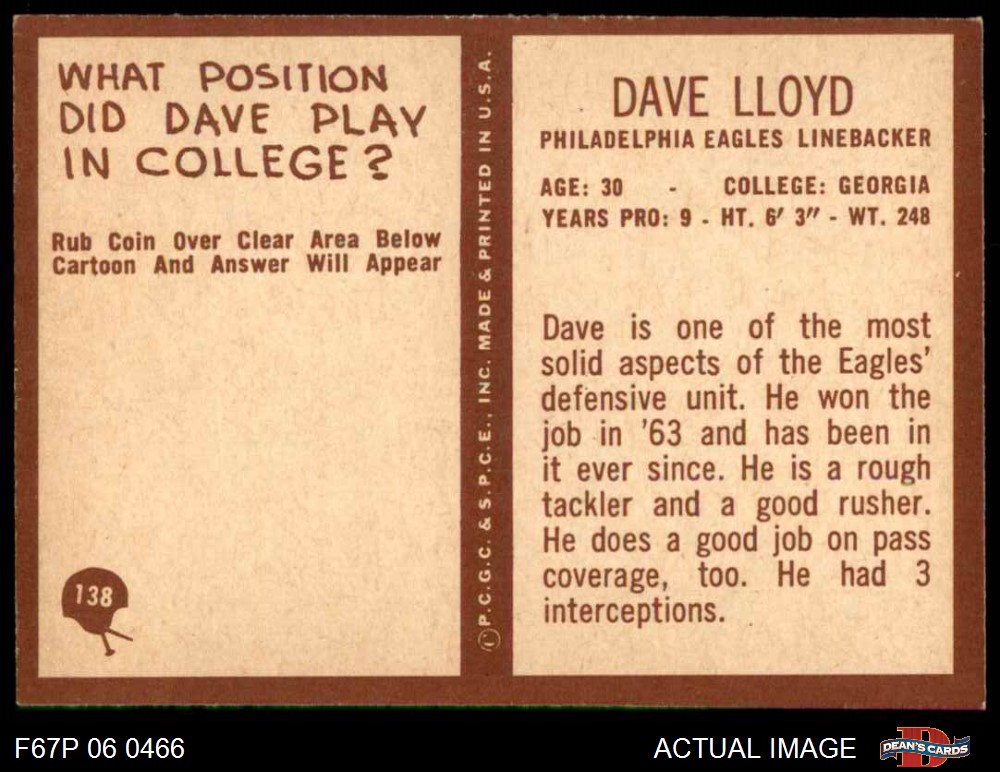 WHAT POSITION
DID DAVE PLAY
IN COLLEGE?
Rub Coin Over Clear Area Below
Cartoon And Answer Will Appear
138
©P.C.G.C. & S.P.C.E., INC. MADE & PRINTED IN U.S.A.
DAVE LLOYD
PHILADELPHIA EAGLES LINEBACKER
AGE: 30 - COLLEGE: GEORGIA
YEARS PRO: 9 - HT. 6' 3" - WT. 248
Dave is one of the most
solid aspects of the Eagles'
defensive unit. He won the
job in '63 and has been in
it ever since. He is a rough
tackler and a good rusher.
He does a good job on pass
coverage, too. He had 3
interceptions.
F67P 06 0466
ACTUAL IMAGE
D
DEAN'S CARDS